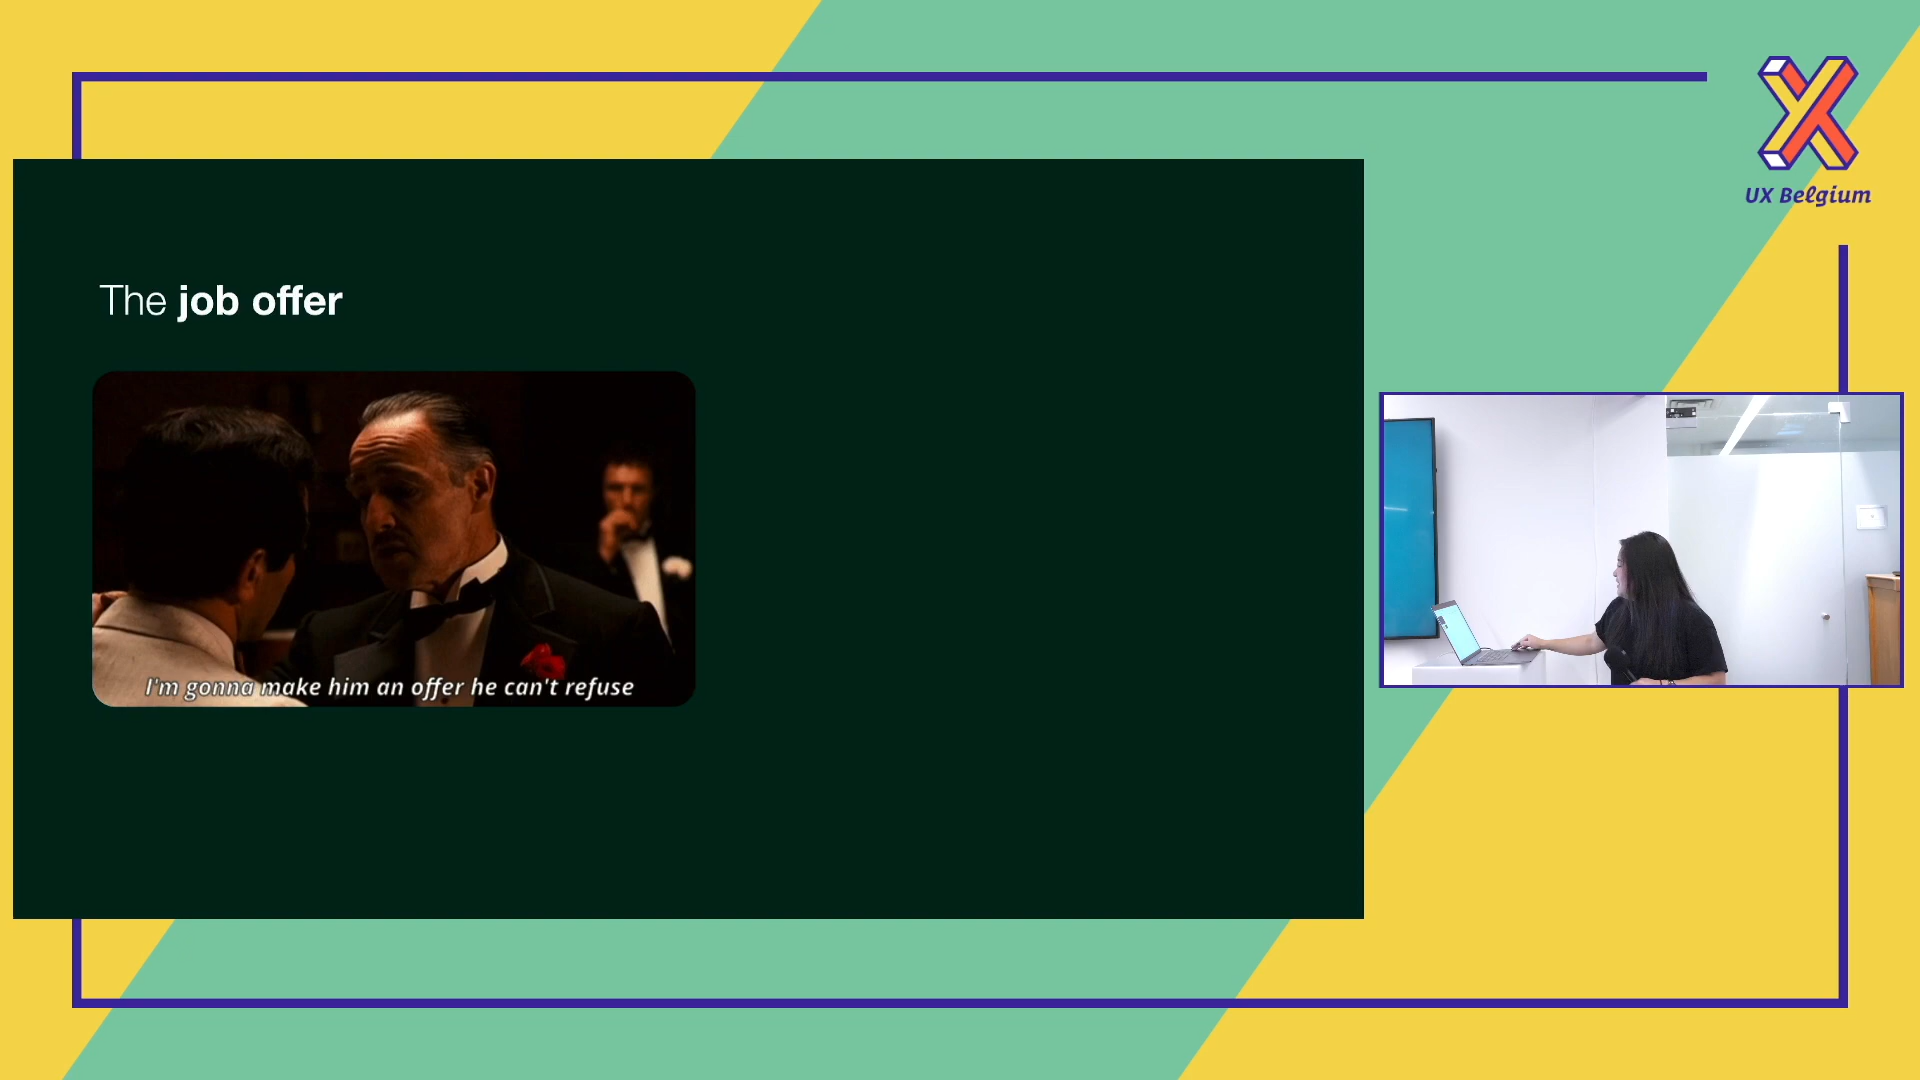 UX Belgium
The job offer
I'm gonna make him an offer he can't refuse